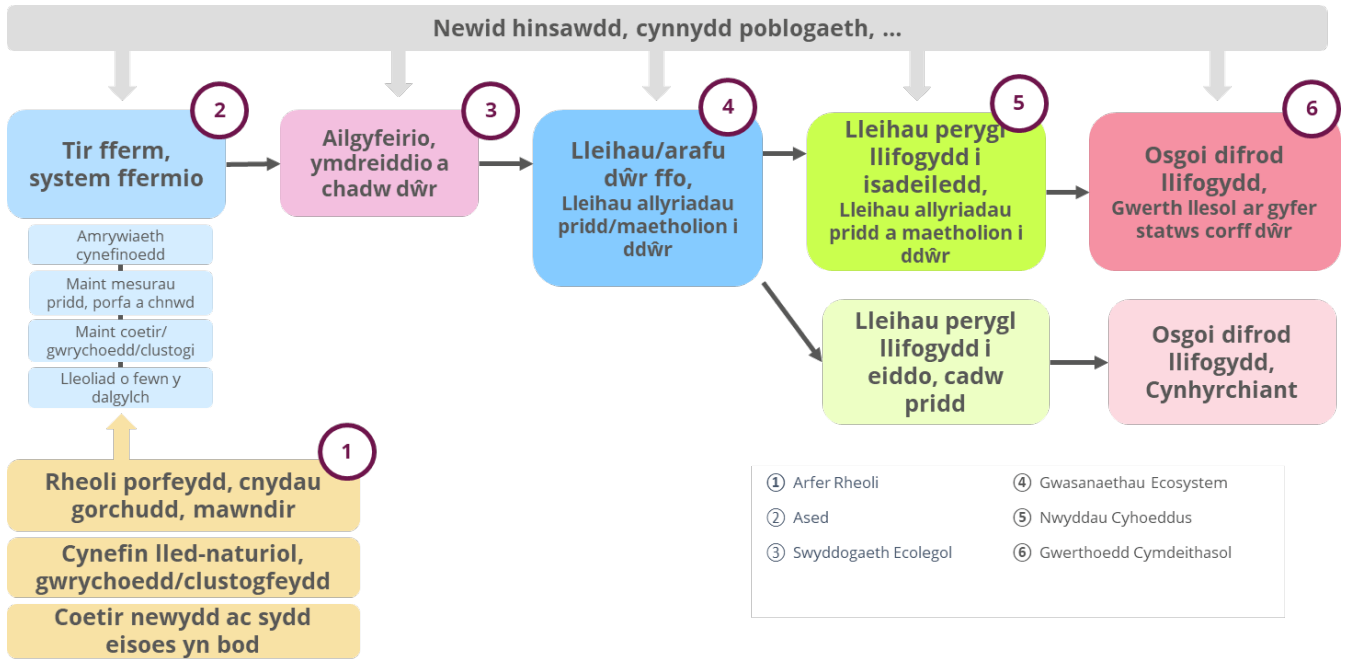 Newid hinsawdd, cynnydd poblogaeth, ...
2
Tir fferm,
system ffermio
3
Ailgyfeirio,
ymdreiddio a
chadw dŵr
4
Lleihau/arafu
dŵr ffo,
Lleihau allyriadau
pridd/maetholion i
ddŵr
5
Lleihau perygl
llifogydd i
isadeiledd,
Lleihau allyriadau
pridd a maetholion i
ddŵr
6
Osgoi difrod
llifogydd,
Gwerth llesol ar gyfer
statws corff dŵr
Amrywiaeth
cynefinoedd
Maint mesurau
pridd, porfa a chnwd
Maint coetir/
gwrychoedd/clustogi
Lleoliad o fewn y
dalgylch
Lleihau perygl
llifogydd i
eiddo, cadw
pridd
Osgoi difrod
llifogydd,
Cynhyrchiant
1
Rheoli porfeydd, cnydau
gorchudd, mawndir
Cynefin lled-naturiol,
gwrychoedd/clustogfeydd
Coetir newydd ac sydd
eisoes yn bod
① Arfer Rheoli
② Ased
③ Swyddogaeth Ecolegol
④ Gwasanaethau Ecosystem
⑤ Nwyddau Cyhoeddus
⑥ Gwerthoedd Cymdeithasol